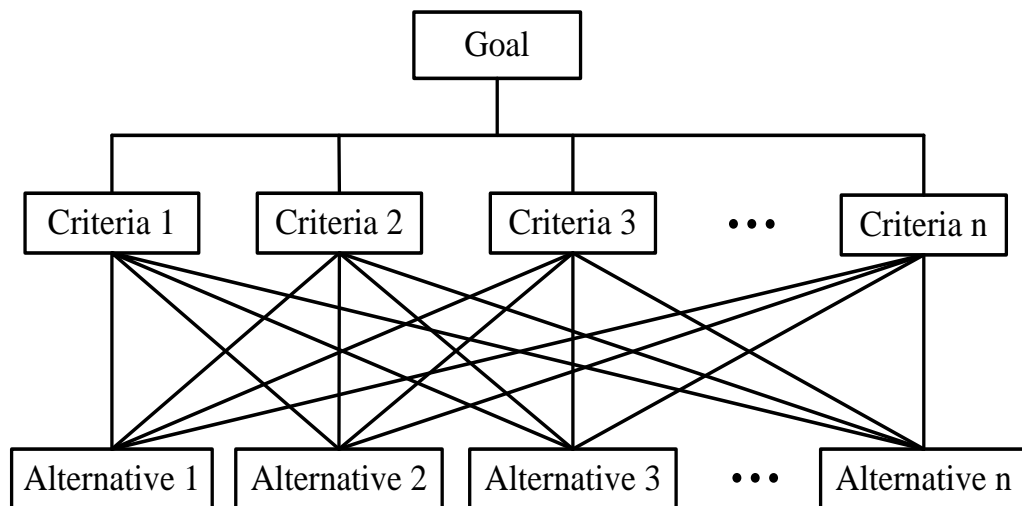 Goal
Criteria 1
Criteria 2
Criteria 3
•••
Criteria n
Alternative 1
Alternative 2
Alternative 3
•••
Alternative n